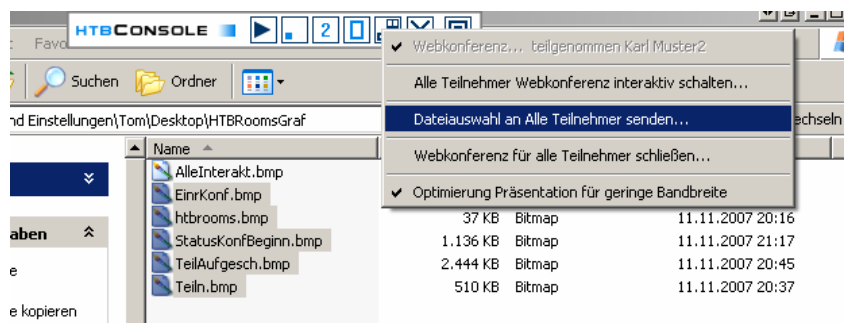 HTBCONSOLE
2
Favo
Webkonferenz... teilgenommen Karl Muster2
Suchen
Ordner
Alle Teilnehmer Webkonferenz interaktiv schalten...
nd Einstellungen\Tom\Desktop\HTBRoomsGraf
Dateiauswahl an Alle Teilnehmer senden...
echseln
Name
Webkonferenz für alle Teilnehmer schließen...
AlleInterakt.bmp
EinrKonf.bmp
Optimierung Präsentation für geringe Bandbreite
htbrooms.bmp 37 KB Bitmap 11.11.2007 20:16
aben
StatusKonfBeginn.bmp 1.136 KB Bitmap 11.11.2007 21:17
TeilAufgesch.bmp 2.444 KB Bitmap 11.11.2007 20:45
e
Teiln.bmp 510 KB Bitmap 11.11.2007 20:37
e kopieren